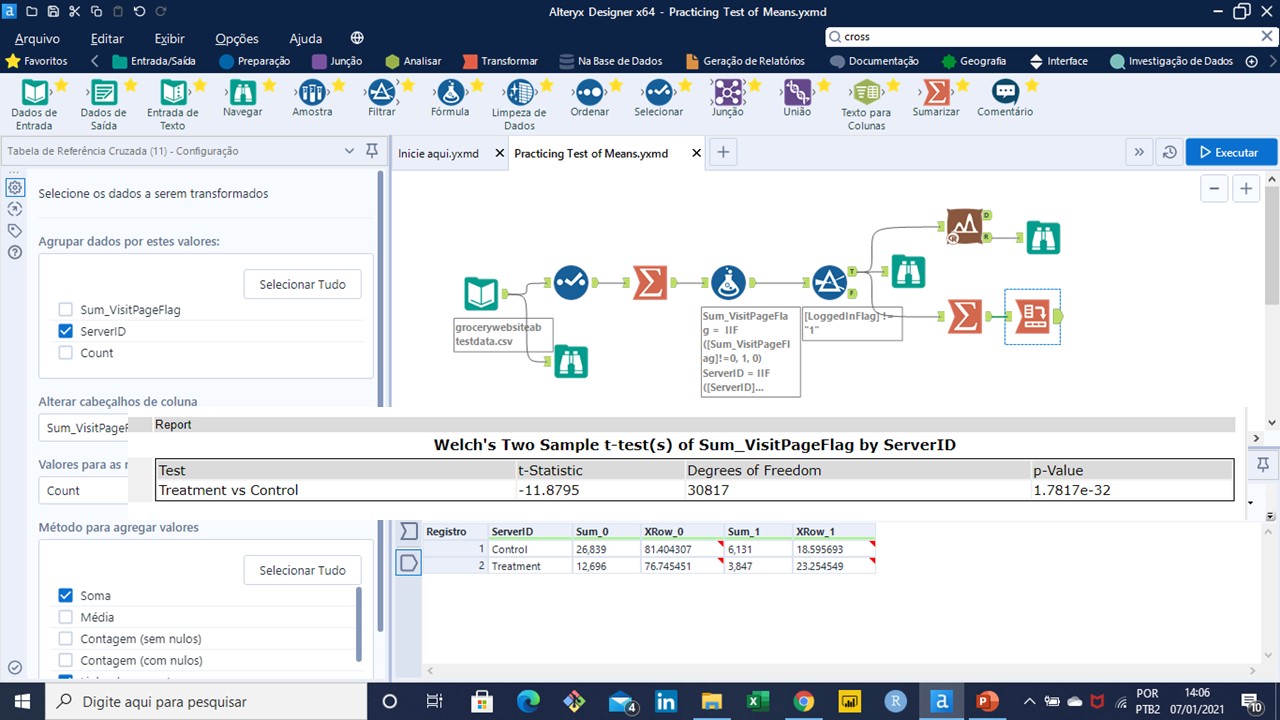 Alteryx Designer x64 - Practicing Test of Means.yxmd
Arquivo Editar Exibir Opções Ajuda
cross
Favoritos Entrada/Saída Preparação Junção Analisar Transformar Na Base de Dados Geração de Relatórios Documentação Geografia Interface Investigação de Dados
Dados de Entrada Dados de Saída Entrada de Texto Navegar Amostra Filtrar Fórmula Limpeza de Dados Ordenar Selecionar Junção União Texto para Colunas Sumarizar Comentário
Tabela de Referência Cruzada (11) - Configuração
Inicie aqui.yxmd
Practicing Test of Means.yxmd
Executar
Selecione os dados a serem transformados
Agrupar dados por estes valores:
Selecionar Tudo
Sum_VisitPageFlag
ServerID
Count
Alterar cabeçalhos de coluna
Sum_VisitPageF
Valores para as
Count
Método para agregar valores
Selecionar Tudo
Soma
Média
Contagem (sem nulos)
Contagem (com nulos)
D
R
T
F
grocerywebsiteab
testdata.csv
Sum_VisitPageFla
g = IIF
([Sum_VisitPageFl
ag]!=0, 1, 0)
ServerID = IIF
([ServerID]...
[LoggedInFlag] !=
"1"
Report
Welch's Two Sample t-test(s) of Sum_VisitPageFlag by ServerID
Test t-Statistic Degrees of Freedom p-Value
Treatment vs Control -11.8795 30817 1.7817e-32
Registro ServerID Sum_0 XRow_0 Sum_1 XRow_1
1 Control 26,839 81.404307 6,131 18.595693
2 Treatment 12,696 76.745451 3,847 23.254549
Digite aqui para pesquisar
4
POR
PTB2
14:06
07/01/2021
10